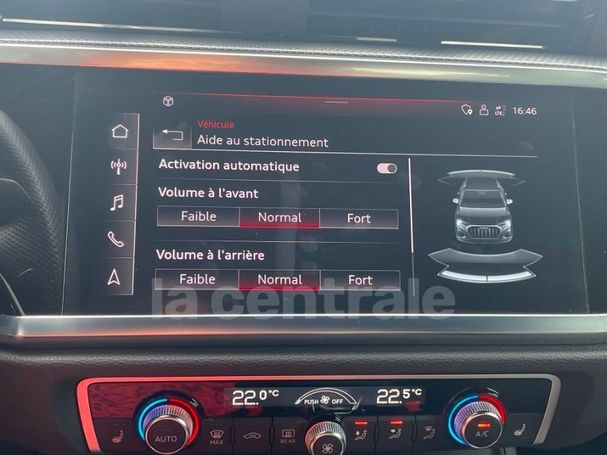 LTE 16:46
Véhicule
Aide au stationnement
Activation automatique
Volume à l'avant
Faible Normal Fort
Volume à l'arrière
Faible Normal Fort
la centrale
22.0°C PUSH OFF 22.5°C
AUTO MAX REAR A/C